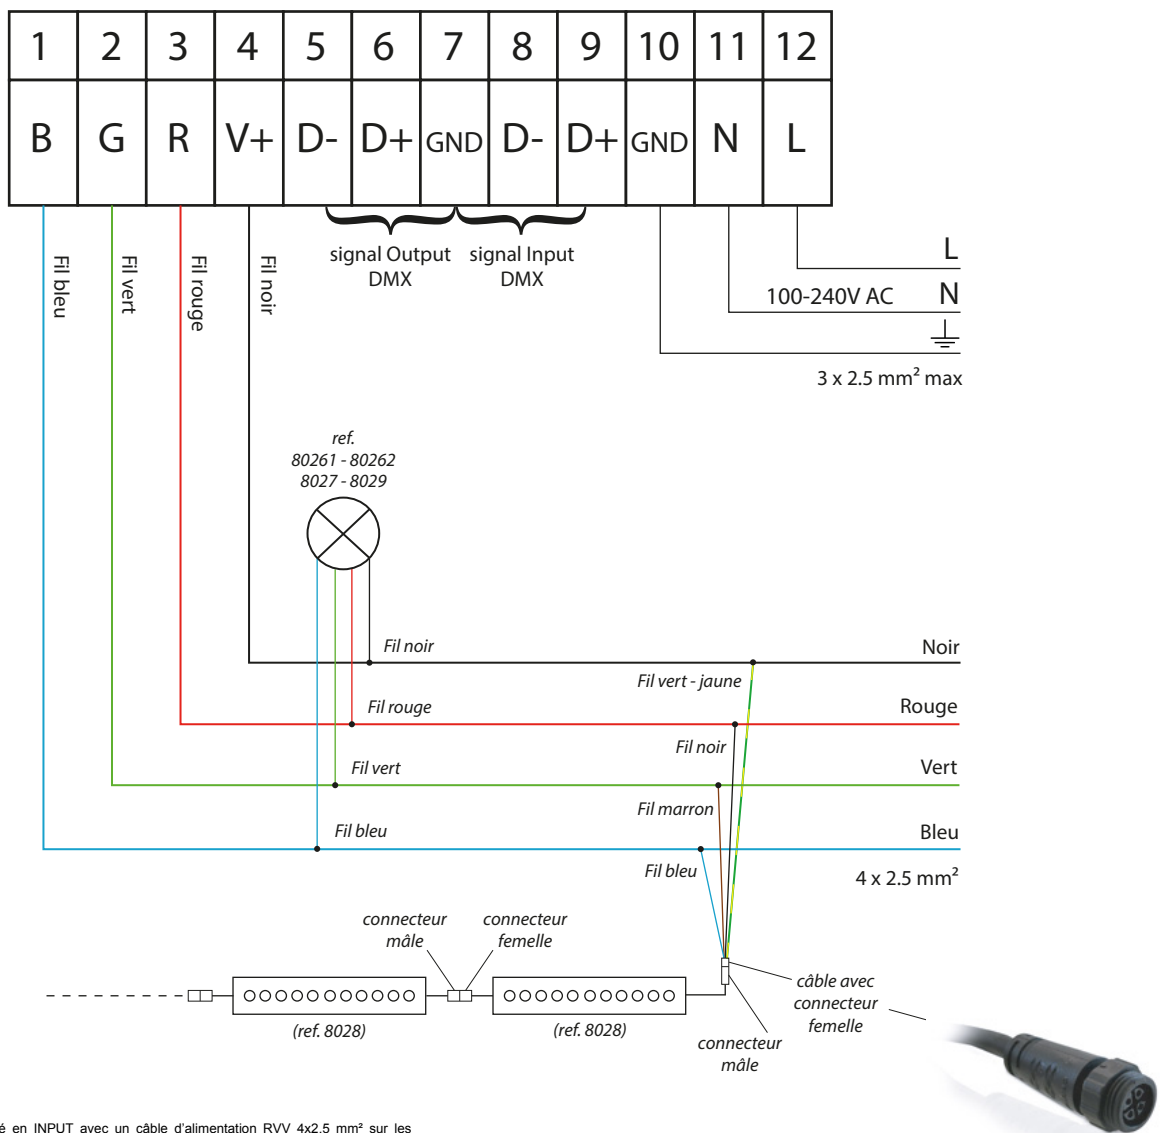 1 2 3 4 5 6 7 8 9 10 11 12
B G R V+ D- D+ GND D- D+ GND N L
Fil bleu
Fil vert
Fil rouge
Fil noir
signal Output
DMX
signal Input
DMX
L
100-240V AC N
3 x 2.5 mm² max
ref.
80261 - 80262
8027 - 8029
Fil noir
Noir
Fil vert - jaune
Fil rouge
Rouge
Fil noir
Fil vert
Vert
Fil marron
Fil bleu
Bleu
Fil bleu
4 x 2.5 mm²
connecteur
mâle
connecteur
femelle
câble avec
connecteur
femelle
(ref. 8028)
(ref. 8028)
connecteur
mâle
é en INPUT avec un câble d'alimentation RVV 4x2.5 mm² sur les